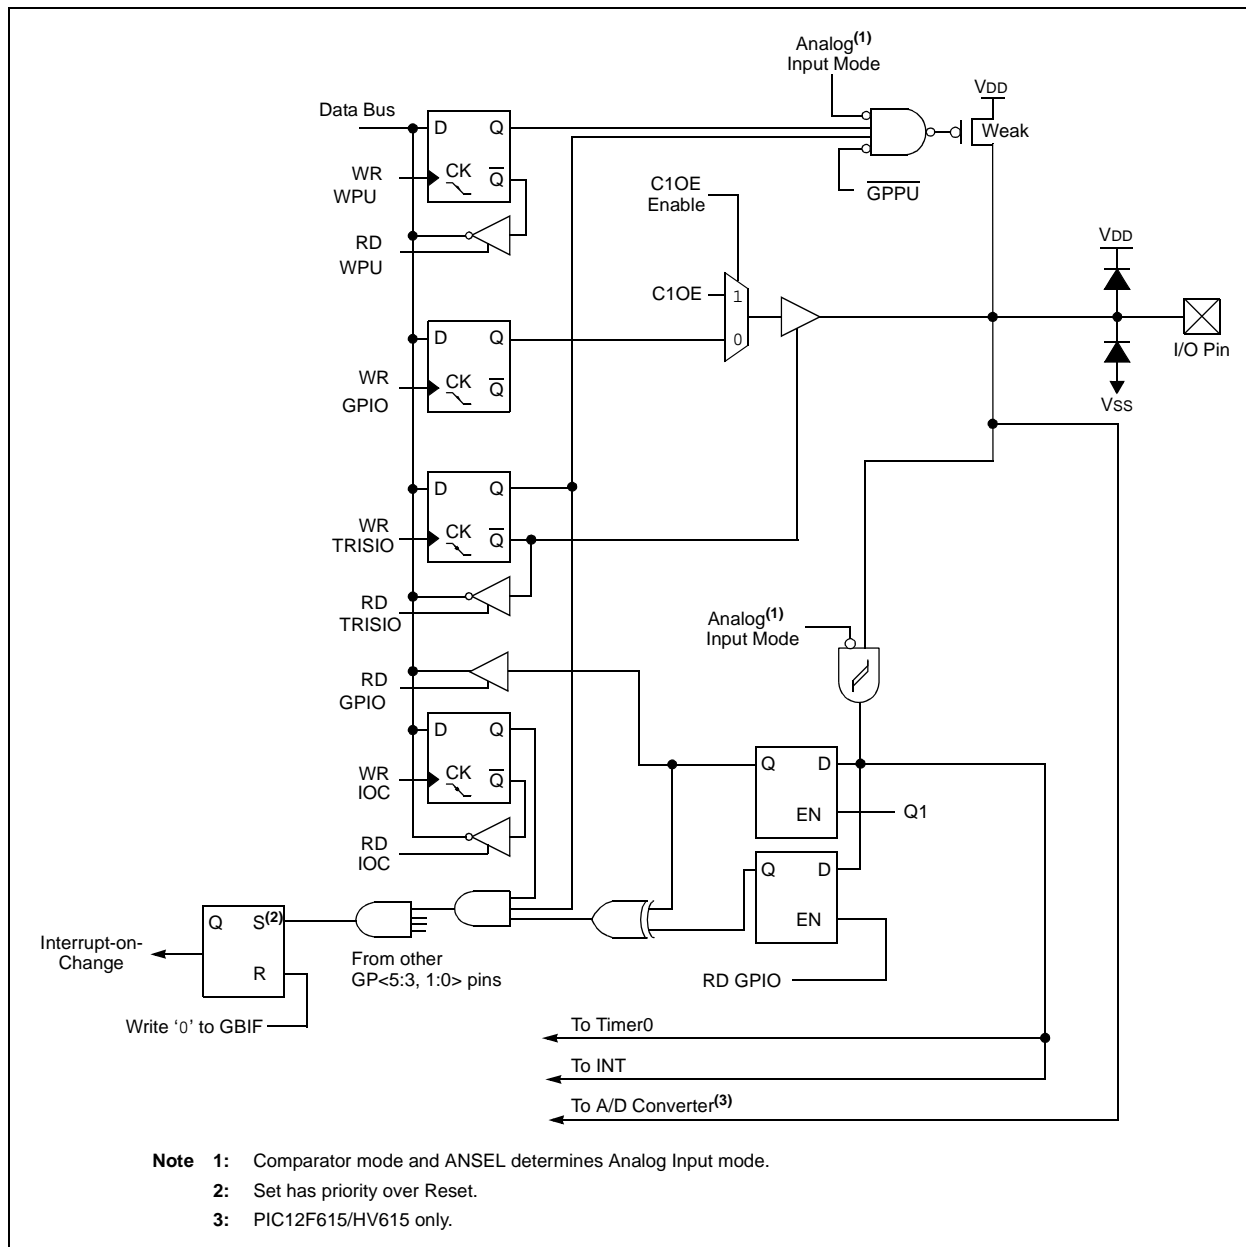 Analog(1)
Input Mode
VDD
Data Bus
D Q
Weak
WR
WPU
CK Q
C1OE
Enable
GPPU
RD
WPU
VDD
C1OE
1
D Q
0
I/O Pin
WR
GPIO
CK Q
VSS
D Q
WR
TRISIO
CK Q
RD
TRISIO
Analog(1)
Input Mode
RD
GPIO
D Q
WR
IOC
CK Q
Q D
EN
Q1
RD
IOC
Q D
EN
Q S(2)
R
Interrupt-on-
Change
From other
GP<5:3, 1:0> pins
RD GPIO
Write ‘0’ to GBIF
To Timer0
To INT
To A/D Converter(3)
Note 1: Comparator mode and ANSEL determines Analog Input mode.
2: Set has priority over Reset.
3: PIC12F615/HV615 only.